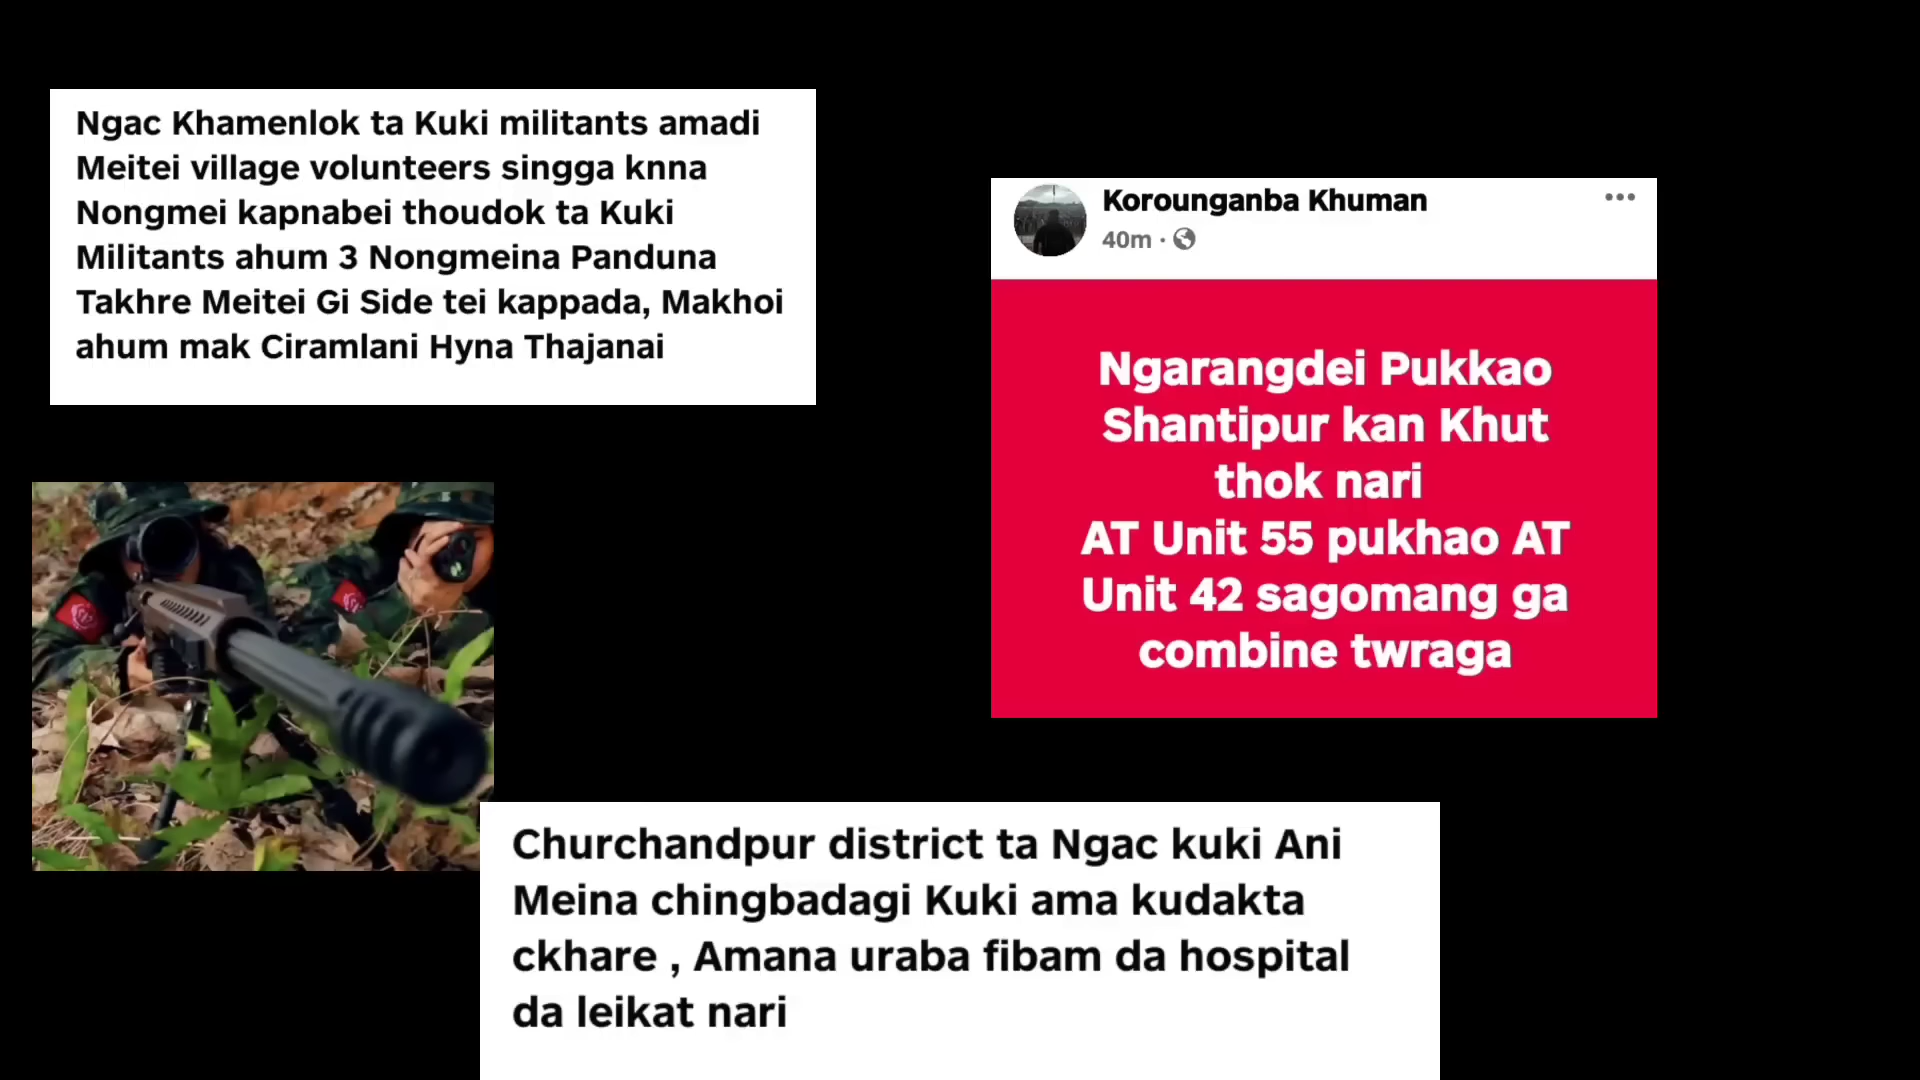 Ngac Khamenlok ta Kuki militants amadi
Meitei village volunteers singga knna
Nongmei kapnabei thoudok ta Kuki
Militants ahum 3 Nongmeina Panduna
Takhre Meitei Gi Side tei kappada, Makhoi
ahum mak Ciramlani Hyna Thajanai
Korounganba Khuman
40m ·
Ngarangdei Pukkao
Shantipur kan Khut
thok nari
AT Unit 55 pukhao AT
Unit 42 sagomang ga
combine twraga
Churchandpur district ta Ngac kuki Ani
Meina chingbadagi Kuki ama kudakta
ckhare , Amana uraba fibam da hospital
da leikat nari